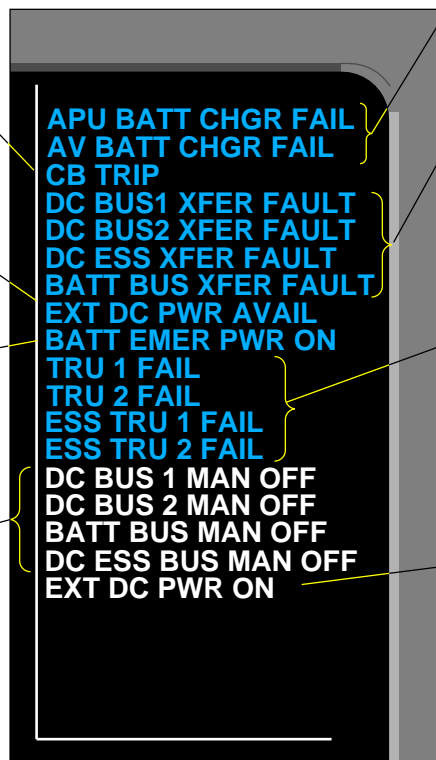 APU BATT CHGR FAIL
AV BATT CHGR FAIL
CB TRIP
DC BUS1 XFER FAULT
DC BUS2 XFER FAULT
DC ESS XFER FAULT
BATT BUS XFER FAULT
EXT DC PWR AVAIL
BATT EMER PWR ON
TRU 1 FAIL
TRU 2 FAIL
ESS TRU 1 FAIL
ESS TRU 2 FAIL
DC BUS 1 MAN OFF
DC BUS 2 MAN OFF
BATT BUS MAN OFF
DC ESS BUS MAN OFF
EXT DC PWR ON